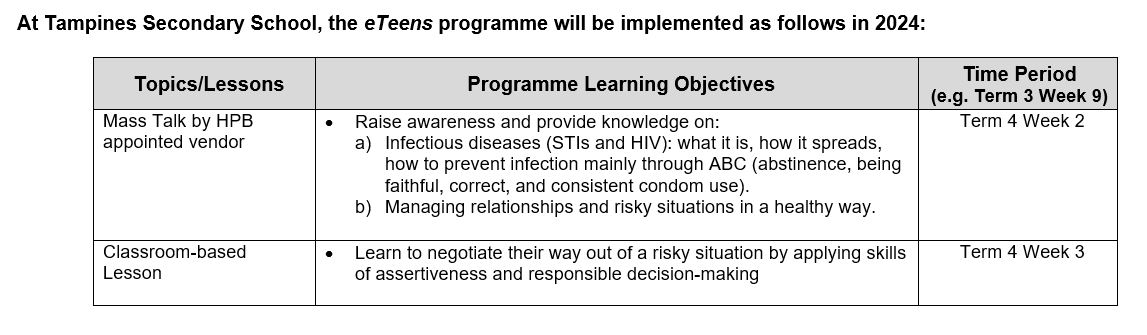 At Tampines Secondary School, the eTeens programme will be implemented as follows in 2024:
Topics/Lessons
Programme Learning Objectives
Time Period
(e.g. Term 3 Week 9)
Mass Talk by HPB
appointed vendor
• Raise awareness and provide knowledge on:
a) Infectious diseases (STIs and HIV): what it is, how it spreads,
how to prevent infection mainly through ABC (abstinence, being
faithful, correct, and consistent condom use).
b) Managing relationships and risky situations in a healthy way.
Term 4 Week 2
Classroom-based
Lesson
• Learn to negotiate their way out of a risky situation by applying skills
of assertiveness and responsible decision-making
Term 4 Week 3